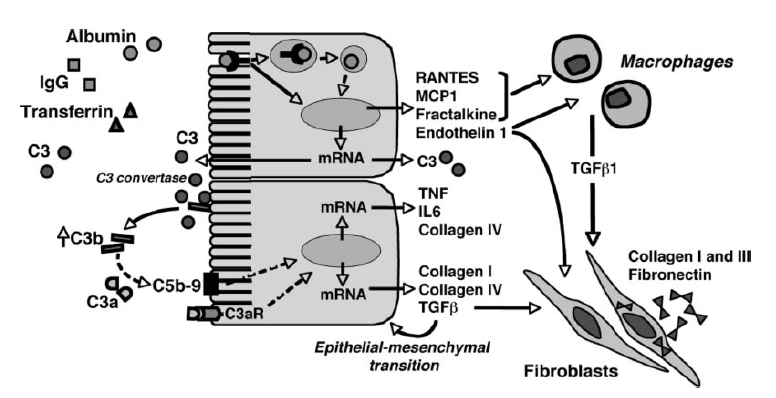 Albumin
IgG
Transferrin
C3
C3
C3 convertase
C3b
C3a
C5b-9
C3aR
mRNA
RANTES
MCP1
Fractalkine
Endothelin 1
C3
mRNA
TNF
IL6
Collagen IV
mRNA
Collagen I
Collagen IV
TGFβ
Epithelial-mesenchymal
transition
Macrophages
TGFβ1
Collagen I and III
Fibronectin
Fibroblasts